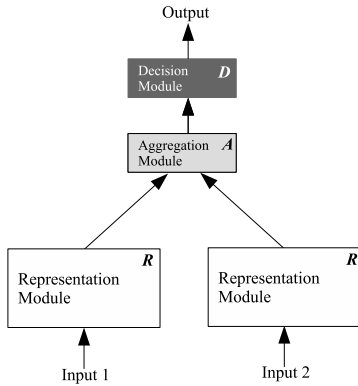 Output
Decision
Module
D
Aggregation
Module
A
Representation
Module
R
Representation
Module
R
Input 1
Input 2